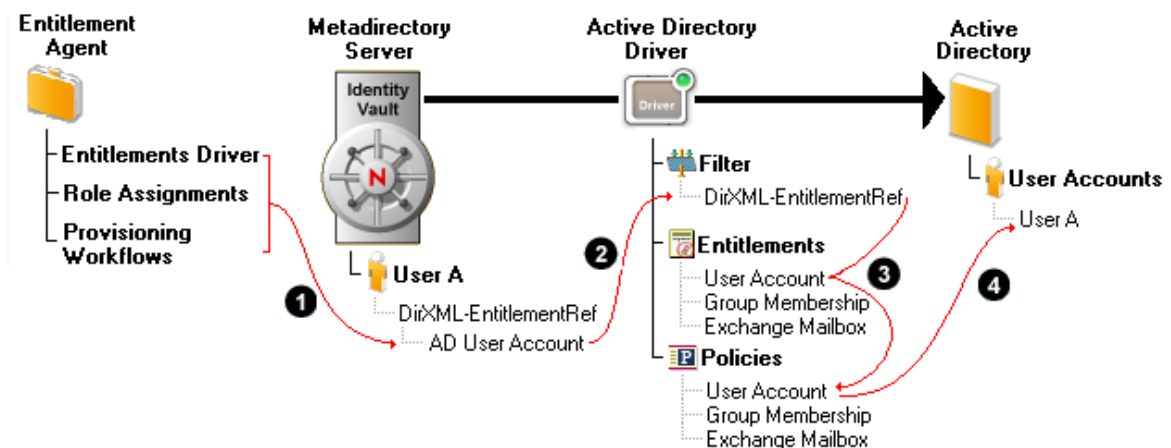 Entitlement
Agent
Entitlements Driver
Role Assignments
Provisioning
Workflows
1
Metadirectory
Server
Identity
Vault
N
User A
DirXML-EntitlementRef
AD User Account
2
Active Directory
Driver
Driver
Filter
DirXML-EntitlementRef
Entitlements
User Account
Group Membership
Exchange Mailbox
3
Policies
P
User Account
Group Membership
Exchange Mailbox
4
Active
Directory
User Accounts
User A